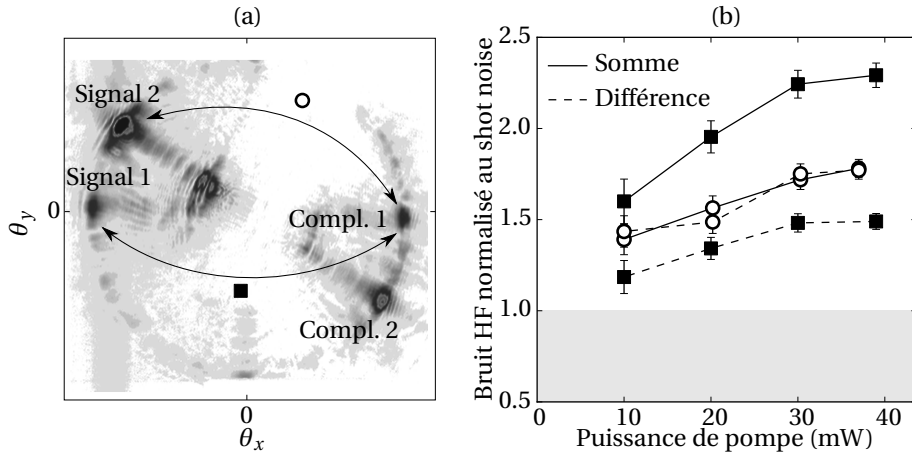 (a)
Signal 2
Signal 1
Compl. 1
Compl. 2
0
θy
0
θx
(b)
Bruit HF normalisé au shot noise
2.5
2.0
1.5
1.0
0.5
Somme
Différence
0
10
20
30
40
Puissance de pompe (mW)